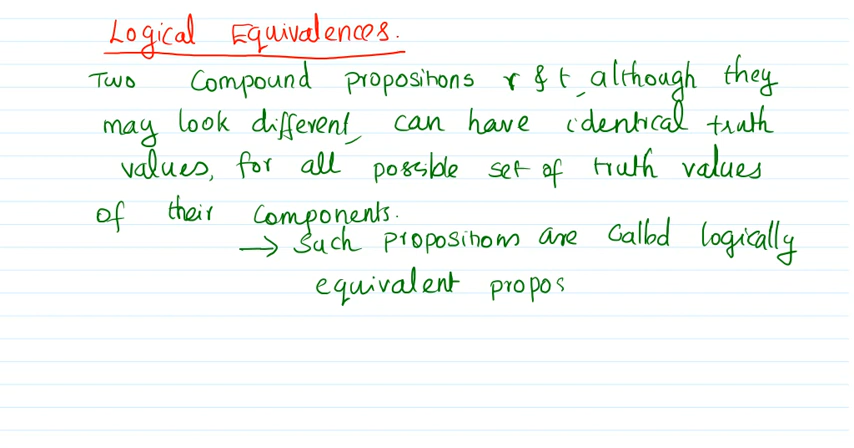 Logical Equivalences.
Two Compound propositions r & t, although they
may look different, can have identical truth
values, for all possible set of truth values
of their components.
→ Such propositions are called logically
equivalent propos